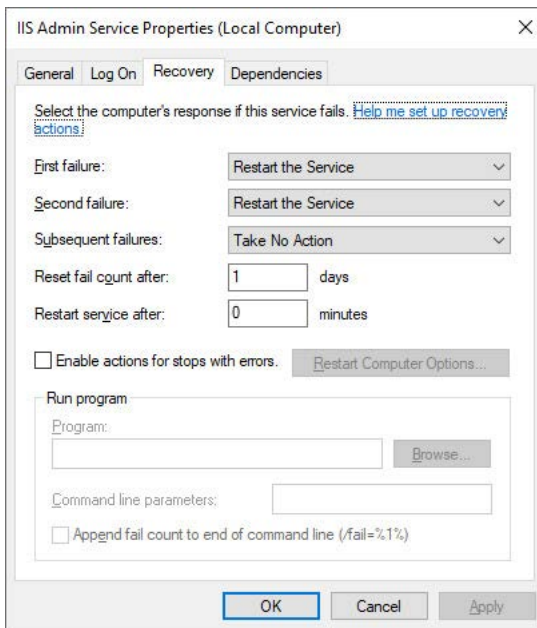 IIS Admin Service Properties (Local Computer)
General Log On Recovery Dependencies
Select the computer's response if this service fails. Help me set up recovery
actions.
First failure: Restart the Service
Second failure: Restart the Service
Subsequent failures: Take No Action
Reset fail count after: 1 days
Restart service after: 0 minutes
Enable actions for stops with errors. Restart Computer Options...
Run program
Program:
Browse...
Command line parameters:
Append fail count to end of command line (/fail=%1%)
OK Cancel Apply